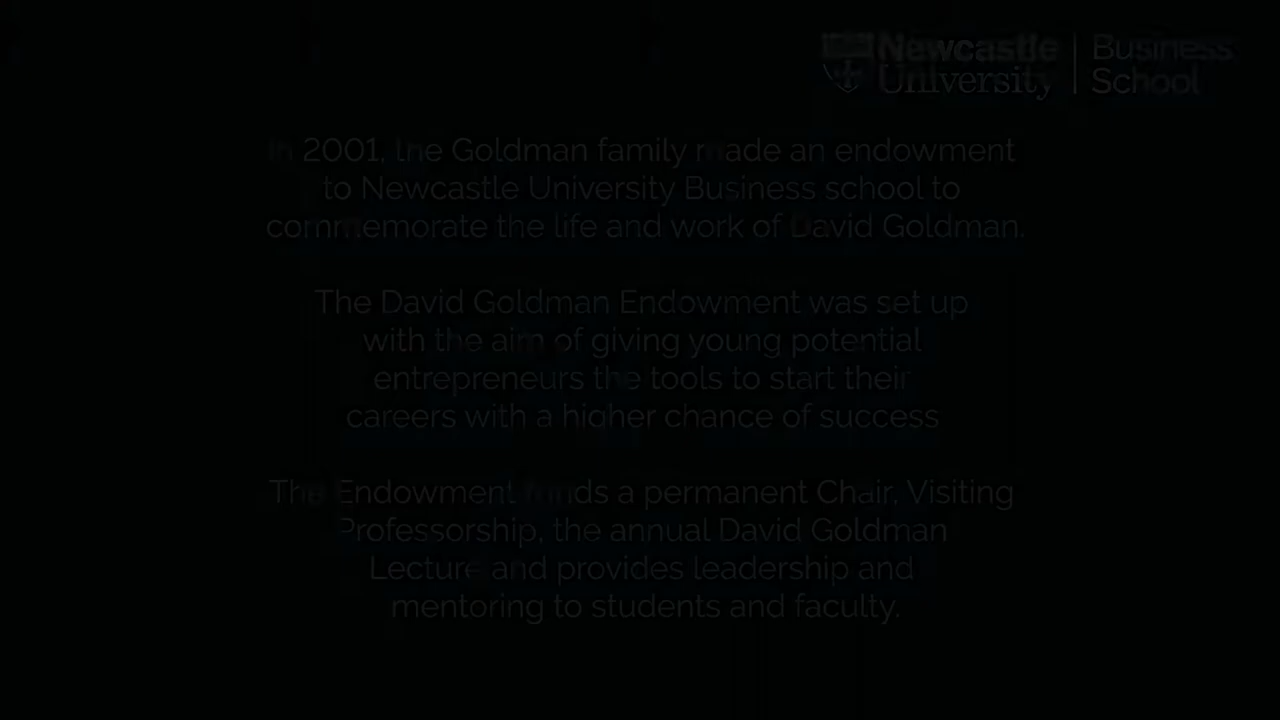 Newcastle University | Business School
In 2001, the Goldman family made an endowment
to Newcastle University Business school to
commemorate the life and work of David Goldman.
The David Goldman Endowment was set up
with the aim of giving young potential
entrepreneurs the tools to start their
careers with a higher chance of success
The Endowment funds a permanent Chair, Visiting
Professorship, the annual David Goldman
Lecture and provides leadership and
mentoring to students and faculty.